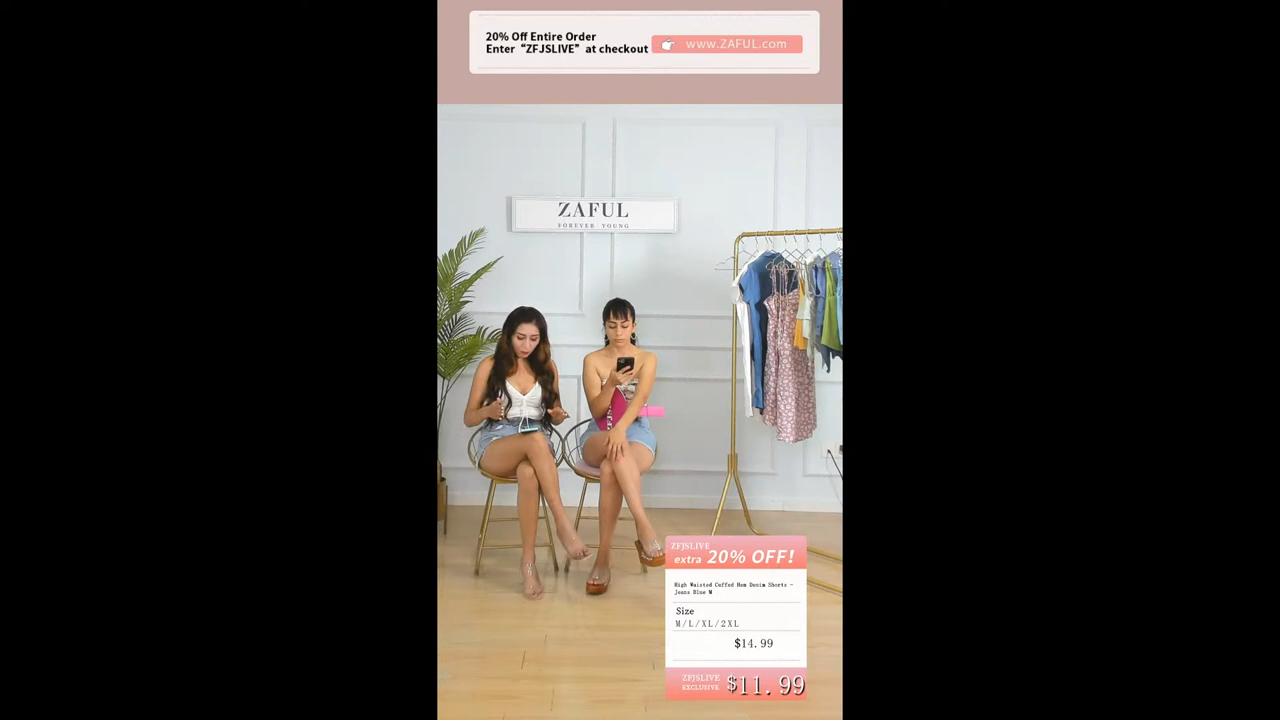 20% Off Entire Order
Enter “ZFJSLIVE” at checkout
www.ZAFUL.com
ZAFUL
FOREVER YOUNG
ZFJSLIVE
extra 20% OFF!
High Waisted Cuffed Hem Denim Shorts -
Jeans Blue M
Size
M/L/XL/2XL
$14.99
ZFJSLIVE
EXCLUSIVE
$11.99